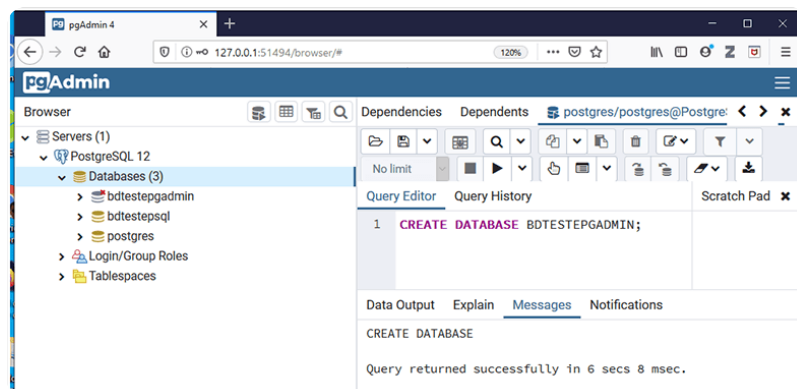 pgAdmin 4
127.0.0.1:51494/browser/#
120%
pgAdmin
Browser
Servers (1)
PostgreSQL 12
Databases (3)
bdtestepgadmin
bdtestepsql
postgres
Login/Group Roles
Tablespaces
Dependencies Dependents postgres/postgres@Postgre
No limit
Query Editor Query History Scratch Pad
1 CREATE DATABASE BDTESTEPGADMIN;
Data Output Explain Messages Notifications
CREATE DATABASE
Query returned successfully in 6 secs 8 msec.